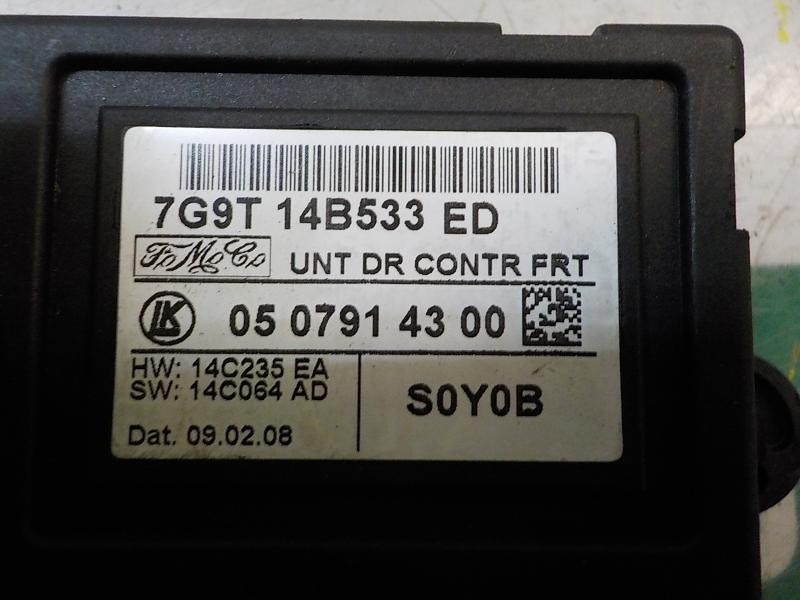 7G9T 14B533 ED
FoMoCo
UNT DR CONTR FRT
LK
05 0791 43 00
HW: 14C235 EA
SW: 14C064 AD
S0Y0B
Dat. 09.02.08